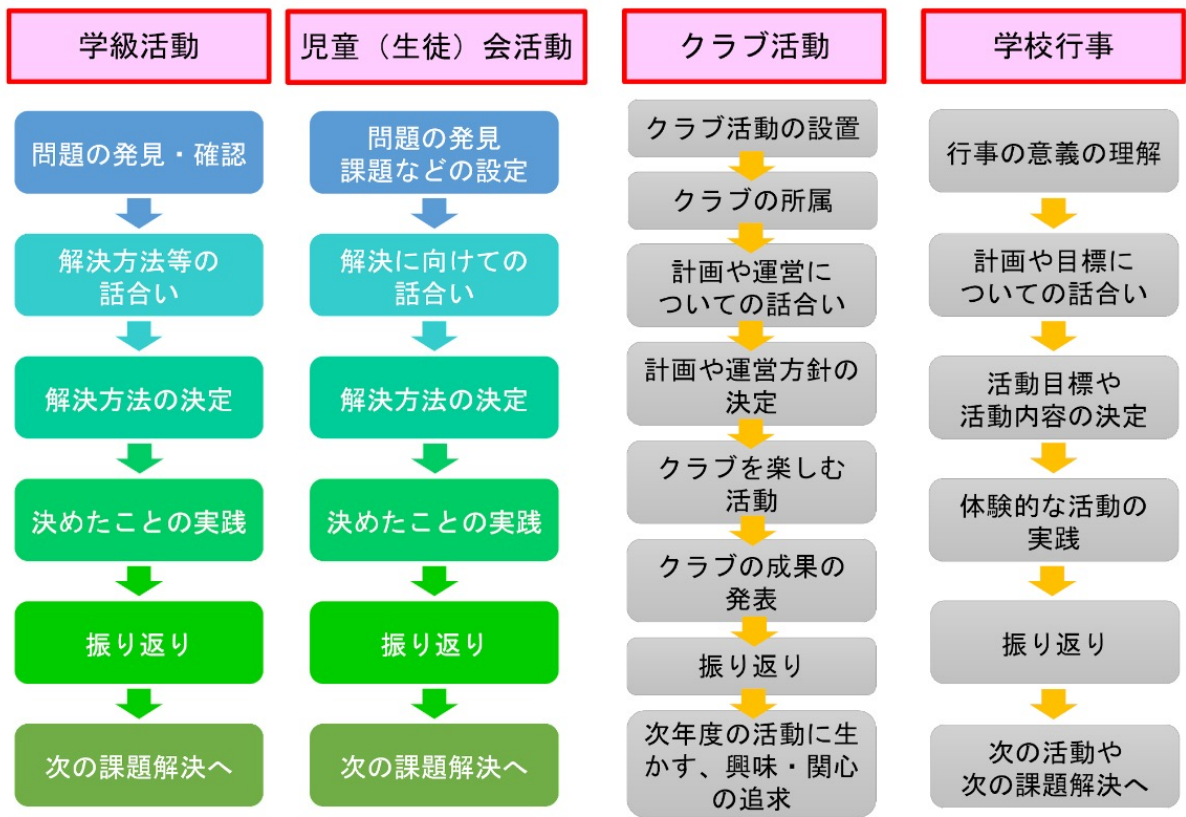 学級活動
問題の発見・確認
解決方法等の
話合い
解決方法の決定
決めたことの実践
振り返り
次の課題解決へ
児童（生徒）会活動
問題の発見
課題などの設定
解決に向けての
話合い
解決方法の決定
決めたことの実践
振り返り
次の課題解決へ
クラブ活動
クラブ活動の設置
クラブの所属
計画や運営に
ついての話合い
計画や運営方針の
決定
クラブを楽しむ
活動
クラブの成果の
発表
振り返り
次年度の活動に生
かす、興味・関心
の追求
学校行事
行事の意義の理解
計画や目標に
ついての話合い
活動目標や
活動内容の決定
体験的な活動の
実践
振り返り
次の活動や
次の課題解決へ